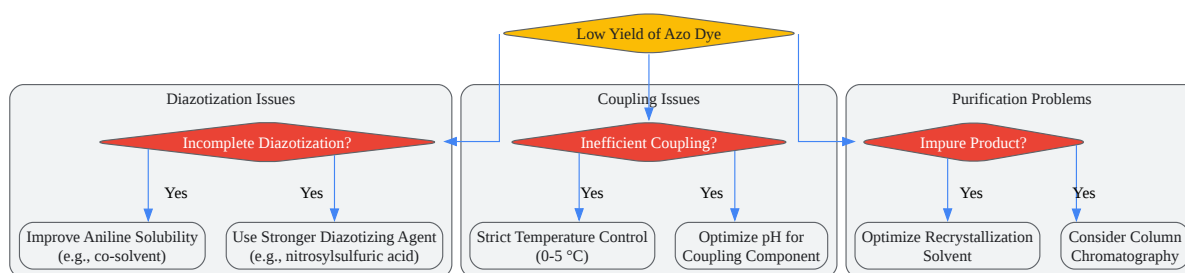 Low Yield of Azo Dye
Diazotization Issues
Coupling Issues
Purification Problems
Incomplete Diazotization?
Inefficient Coupling?
Impure Product?
Yes
Yes
Yes
Yes
Yes
Yes
Improve Aniline Solubility
(e.g., co-solvent)
Use Stronger Diazotizing Agent
(e.g., nitrosylsulfuric acid)
Strict Temperature Control
(0-5 °C)
Optimize pH for
Coupling Component
Optimize Recrystallization
Solvent
Consider Column
Chromatography